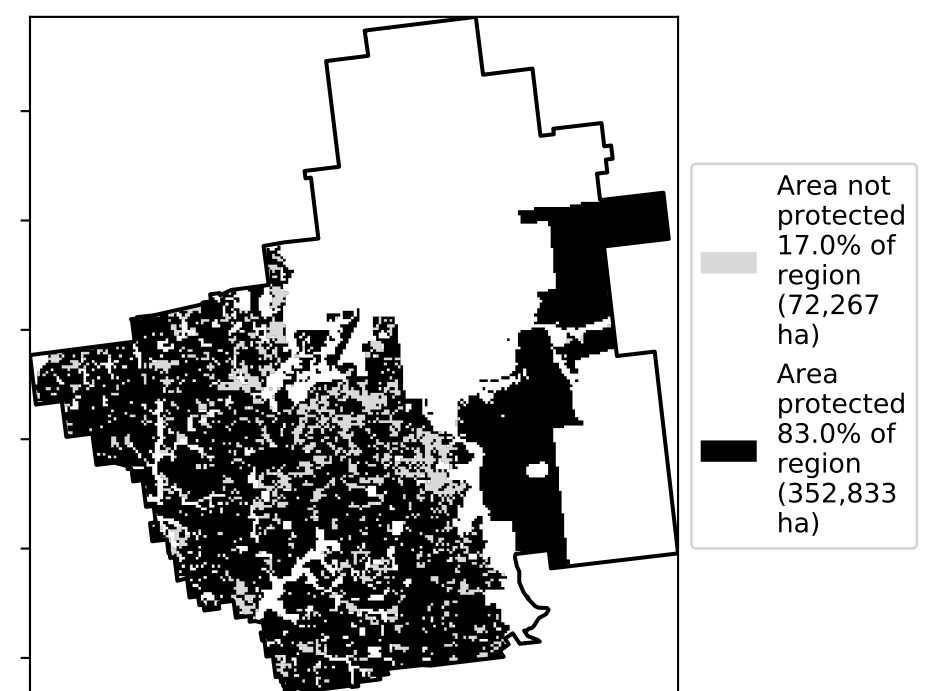 Area not
protected
17.0% of
region
(72,267
ha)
Area
protected
83.0% of
region
(352,833
ha)